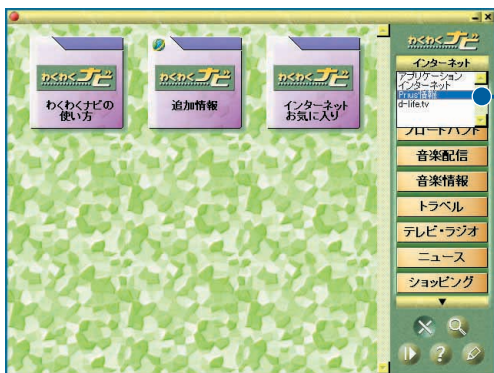 わくわくナビ
わくわくナビの
使い方
わくわくナビ
追加情報
わくわくナビ
インターネット
お気に入り
わくわくナビ
インターネット
アプリケーション
インターネット
Prius情報
d-life.tv
ブロードバンド
音楽配信
音楽情報
トラベル
テレビ・ラジオ
ニュース
ショッピング